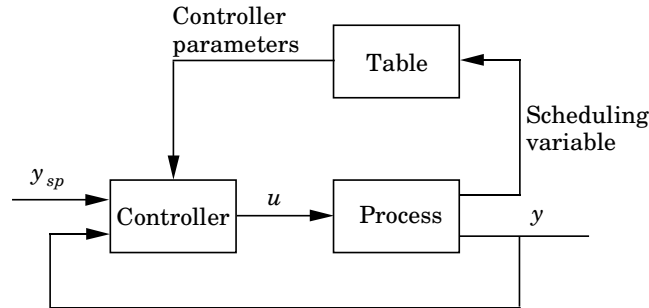 Controller
parameters
Table
Scheduling
variable
y_sp
Controller
u
Process
y